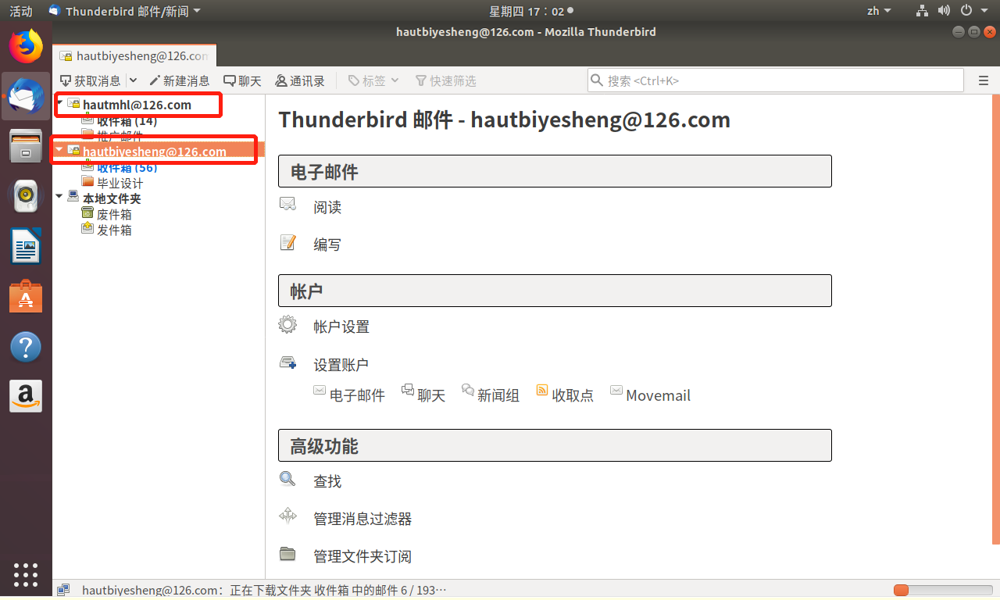 活动 Thunderbird 邮件/新闻 星期四 17：02 zh
hautbiyesheng@126.com - Mozilla Thunderbird
hautbiyesheng@126.con
获取消息 新建消息 聊天 通讯录 标签 快速筛选 搜索 <Ctrl+K>
hautmhl@126.com
收件箱 (14)
推广邮件
hautbiyesheng@126.com
收件箱 (56)
毕业设计
本地文件夹
废件箱
发件箱
Thunderbird 邮件 - hautbiyesheng@126.com
电子邮件
阅读
编写
帐户
帐户设置
设置账户
电子邮件 聊天 新闻组 收取点 Movemail
高级功能
查找
管理消息过滤器
管理文件夹订阅
hautbiyesheng@126.com：正在下载文件夹 收件箱 中的邮件 6 / 193…